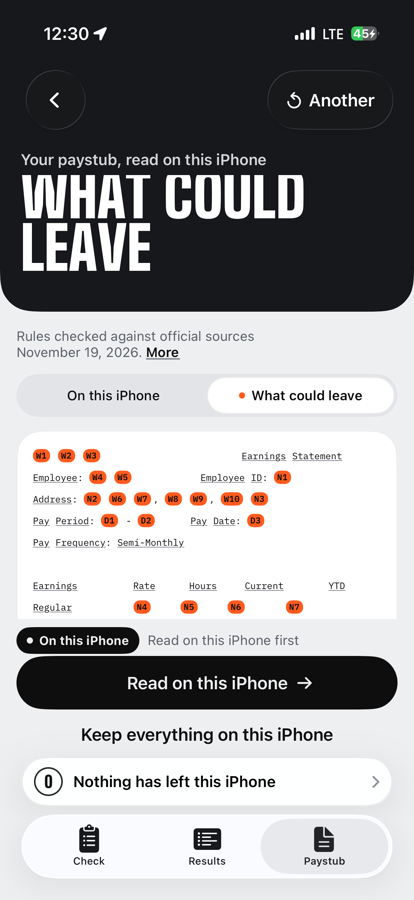 12:30
LTE 45
Another
Your paystub, read on this iPhone
WHAT COULD
LEAVE
Rules checked against official sources
November 19, 2026. More
On this iPhone
What could leave
W1 W2 W3 Earnings Statement
Employee: W4 W5 Employee ID: N1
Address: N2 W6 W7, W8 W9, W10 N3
Pay Period: D1 - D2 Pay Date: D3
Pay Frequency: Semi-Monthly
Earnings Rate Hours Current YTD
Regular N4 N5 N6 N7
On this iPhone Read on this iPhone first
Read on this iPhone →
Keep everything on this iPhone
0 Nothing has left this iPhone
Check Results Paystub